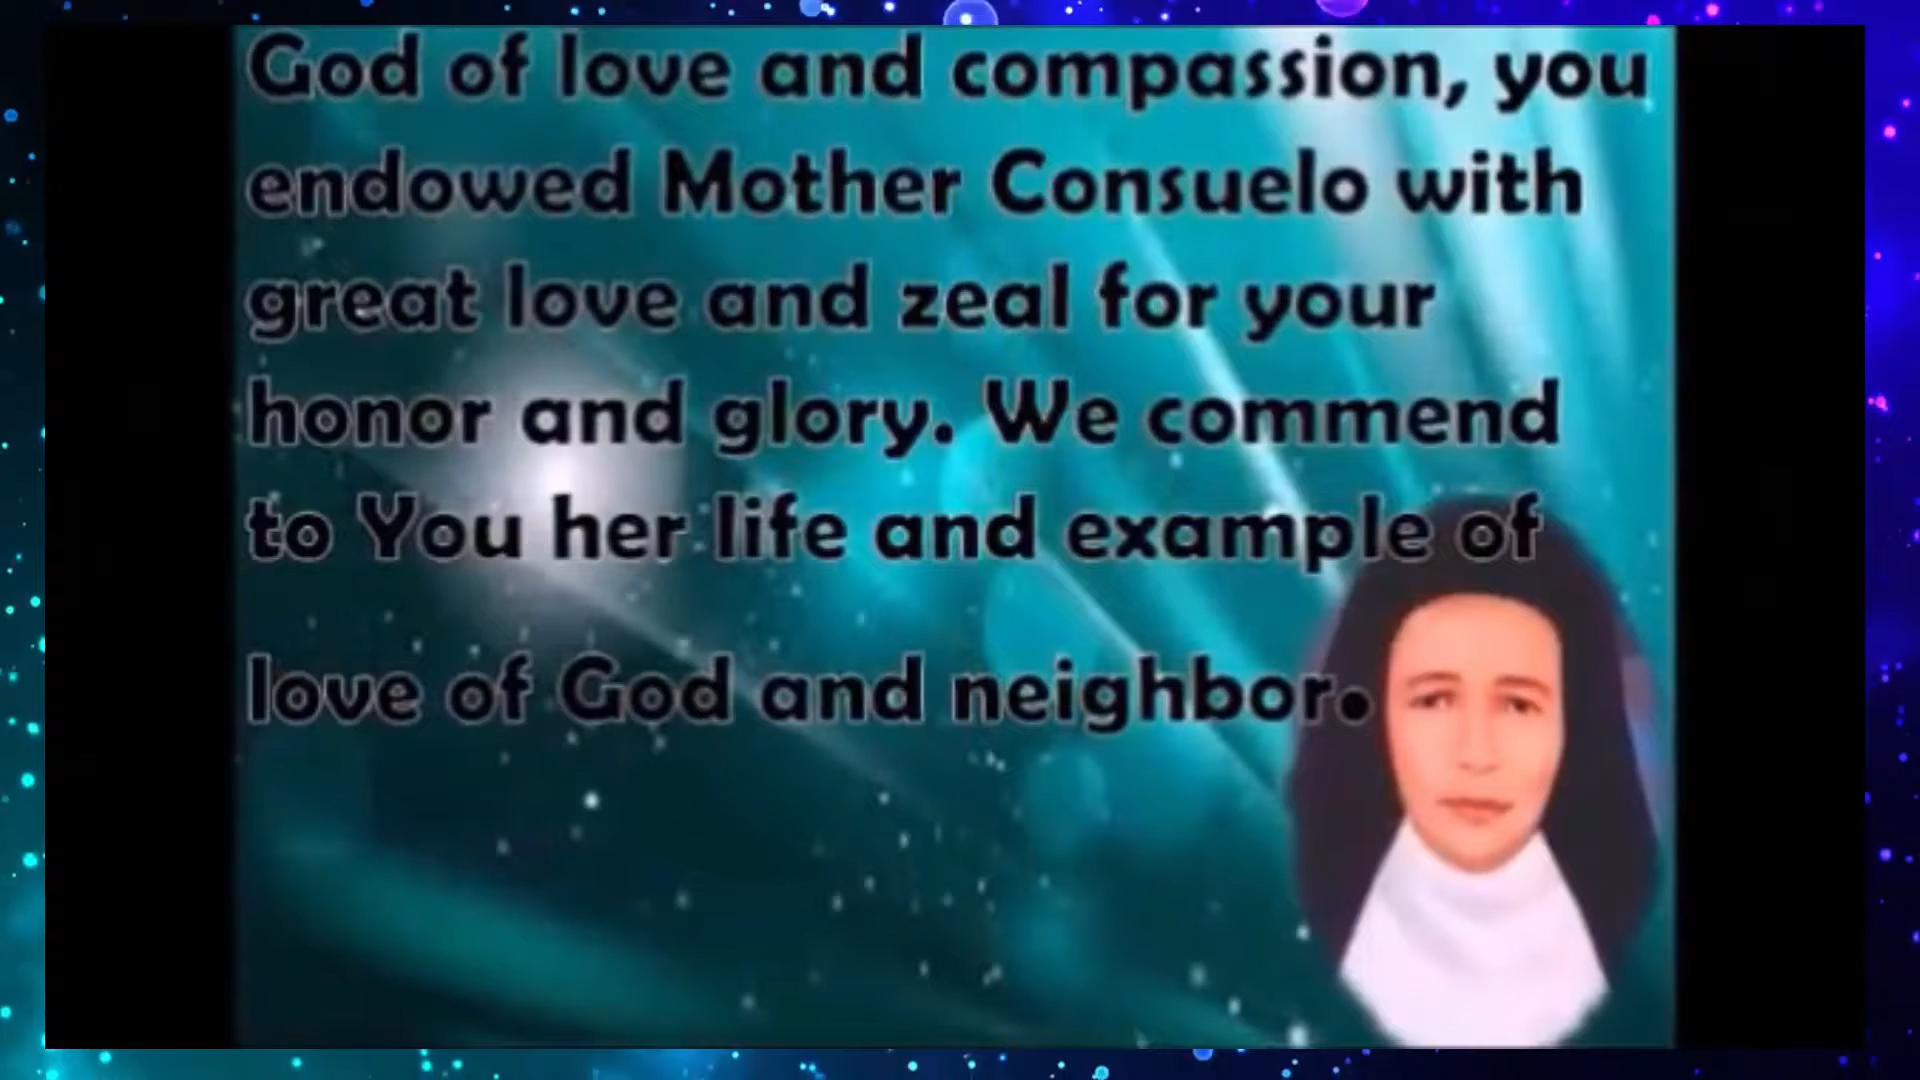 God of love and compassion, you
endowed Mother Consuelo with
great love and zeal for your
honor and glory. We commend
to You her life and example of
love of God and neighbor.